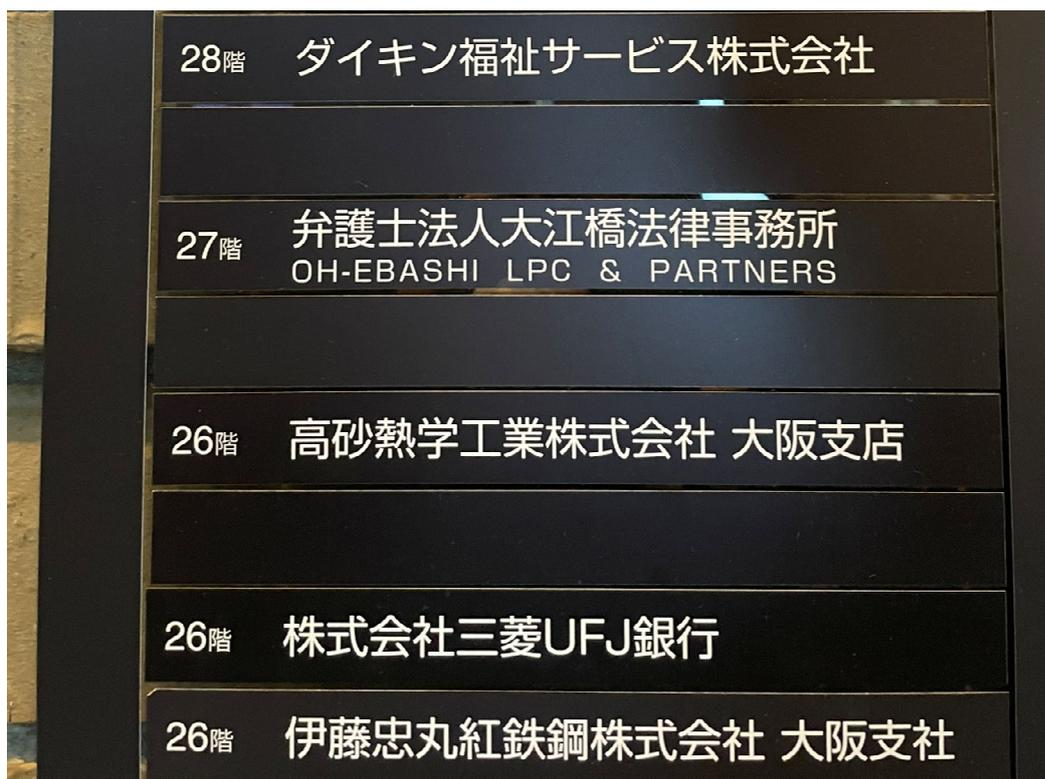 28階 ダイキン福祉サービス株式会社
27階 弁護士法人大江橋法律事務所
OH-EBASHI LPC & PARTNERS
26階 高砂熱学工業株式会社 大阪支店
26階 株式会社三菱UFJ銀行
26階 伊藤忠丸紅鉄鋼株式会社 大阪支社